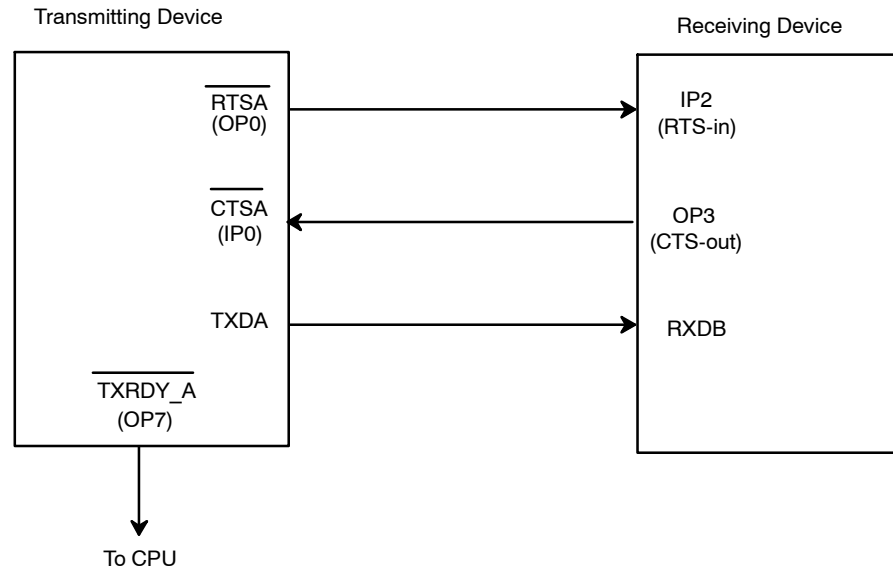 Transmitting Device
Receiving Device
RTSA
(OP0)
IP2
(RTS-in)
CTSA
(IP0)
OP3
(CTS-out)
TXDA
RXDB
TXRDY_A
(OP7)
To CPU